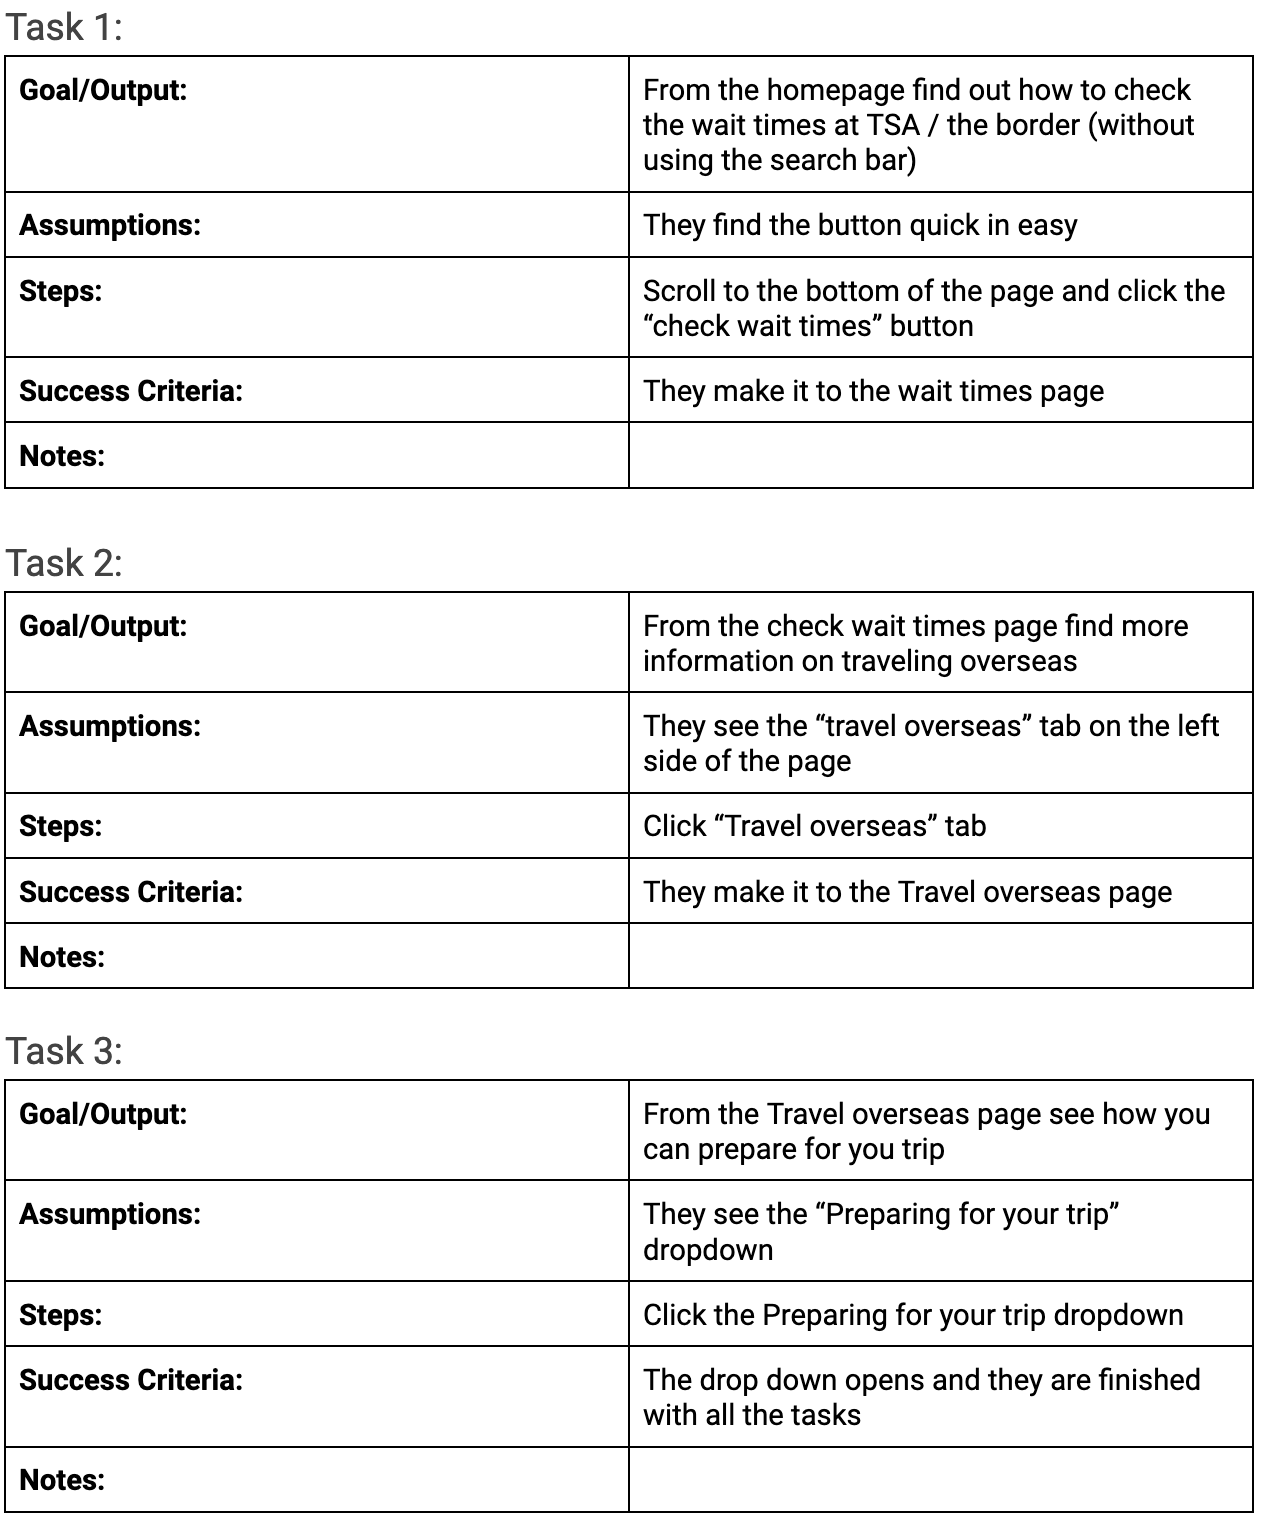 Task 1:
Goal/Output:
From the homepage find out how to check
the wait times at TSA / the border (without
using the search bar)
Assumptions:
They find the button quick in easy
Steps:
Scroll to the bottom of the page and click the
“check wait times” button
Success Criteria:
They make it to the wait times page
Notes:
Task 2:
Goal/Output:
From the check wait times page find more
information on traveling overseas
Assumptions:
They see the “travel overseas” tab on the left
side of the page
Steps:
Click “Travel overseas” tab
Success Criteria:
They make it to the Travel overseas page
Notes:
Task 3:
Goal/Output:
From the Travel overseas page see how you
can prepare for you trip
Assumptions:
They see the “Preparing for your trip”
dropdown
Steps:
Click the Preparing for your trip dropdown
Success Criteria:
The drop down opens and they are finished
with all the tasks
Notes: